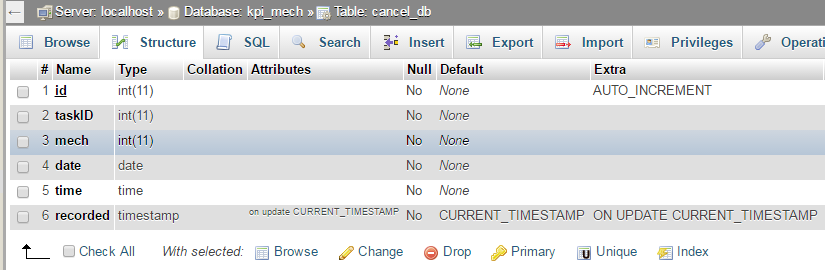 ← Server: localhost » Database: kpi_mech » Table: cancel_db
Browse Structure SQL Search Insert Export Import Privileges Operati
# Name Type Collation Attributes Null Default Extra
1 id int(11) No None AUTO_INCREMENT
2 taskID int(11) No None
3 mech int(11) No None
4 date date No None
5 time time No None
6 recorded timestamp on update CURRENT_TIMESTAMP No CURRENT_TIMESTAMP ON UPDATE CURRENT_TIMESTAMP
Check All With selected: Browse Change Drop Primary Unique Index